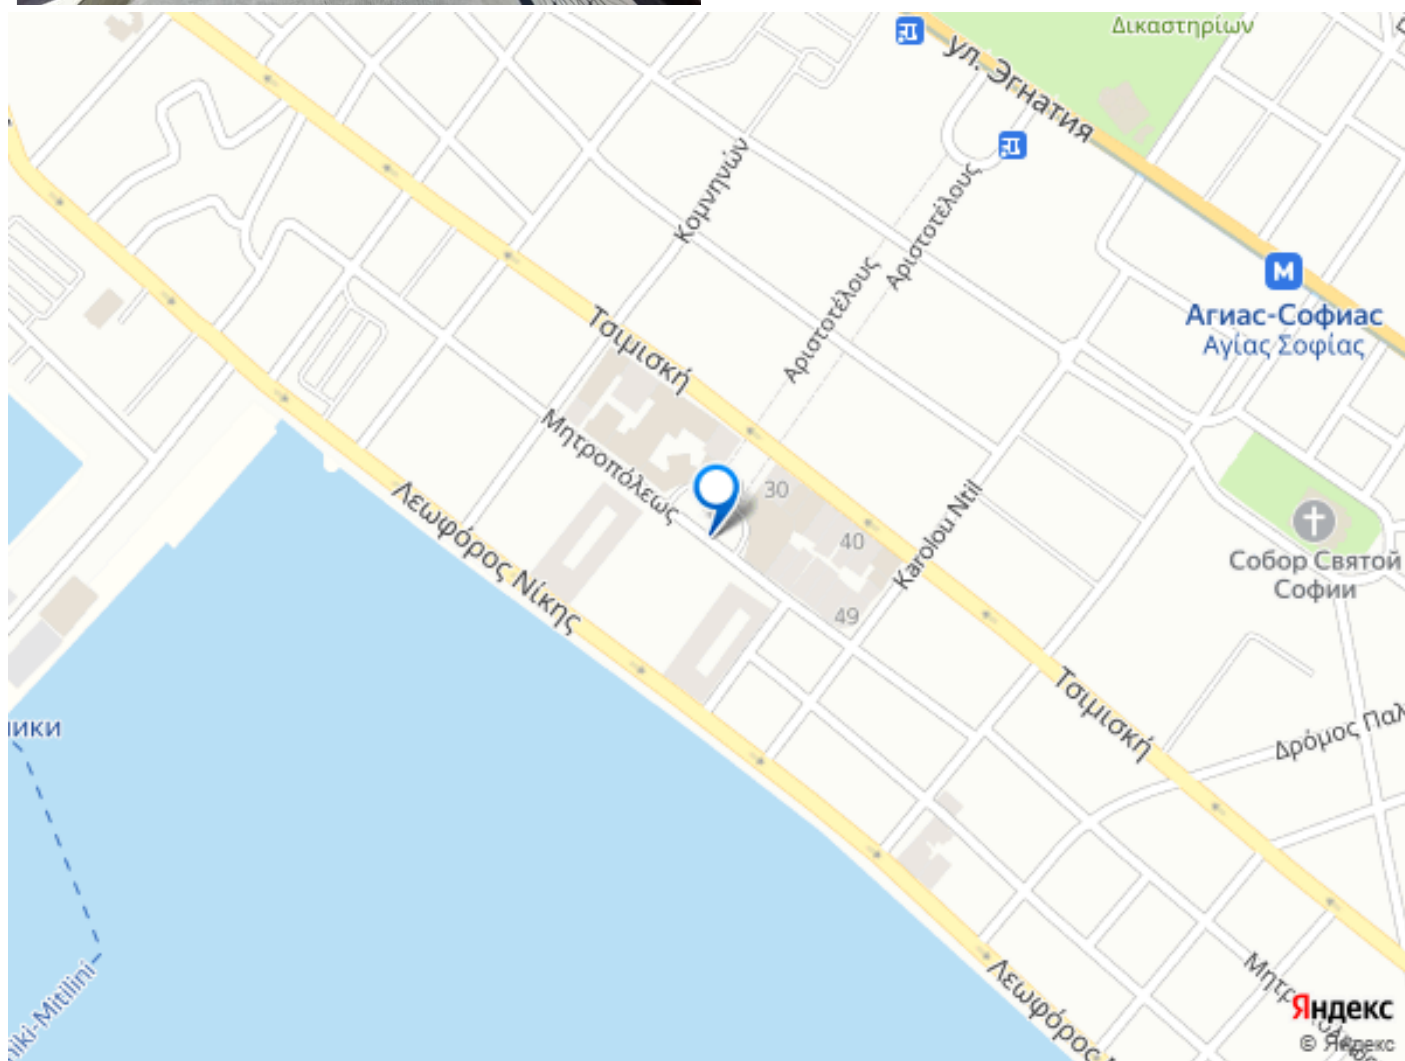 Δικαστηρίων
ул. Эгнатия
Κομνηνών
Αριστοτέλους
Αριστοτέλους
M
Агиас-Софиас
Αγίας Σοφίας
Τσιμισκή
Μητροπόλεως
30
40
49
Karolou Ntil
Λεωφόρος Νίκης
Собор Святой
Софии
Τσιμισκή
Δρόμος Παλ
ики
niki-Mitilini
Λεωφόρος
Яндекс
© Яндекс